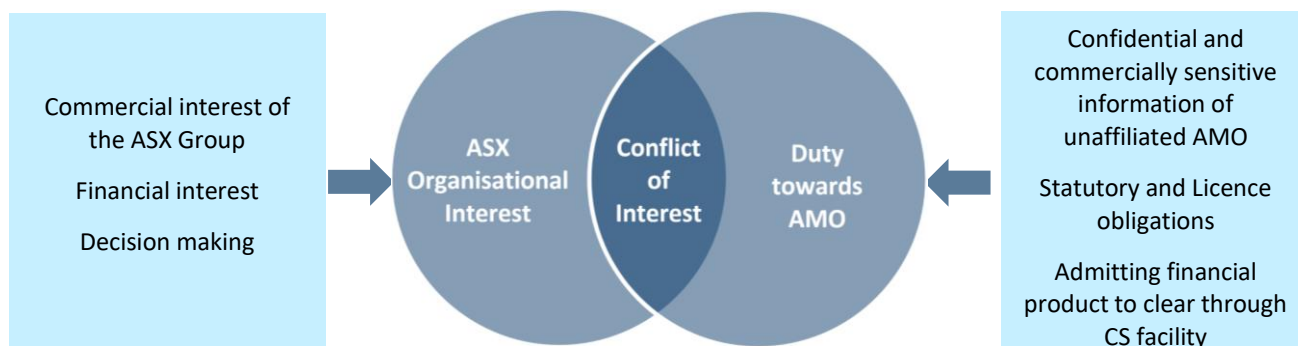 Commercial interest of
the ASX Group
Financial interest
Decision making
ASX
Organisational
Interest
Conflict
of
Interest
Duty
towards
AMO
Confidential and
commercially sensitive
information of
unaffiliated AMO
Statutory and Licence
obligations
Admitting financial
product to clear through
CS facility